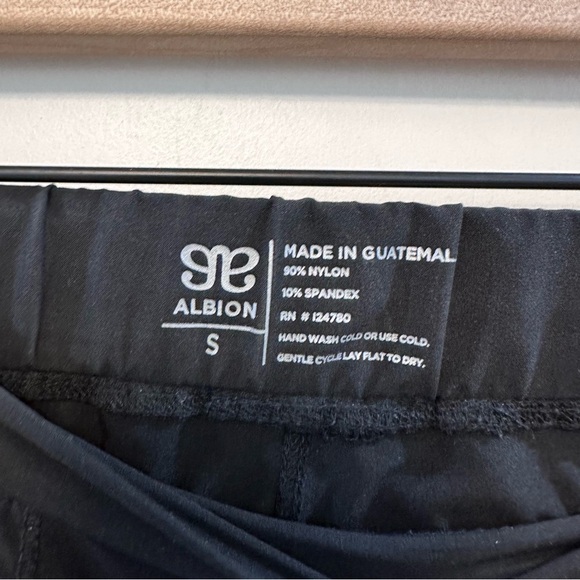 ALBION
S
MADE IN GUATEMAL
90% NYLON
10% SPANDEX
RN # 124780
HAND WASH COLD OR USE COLD,
GENTLE CYCLE LAY FLAT TO DRY,